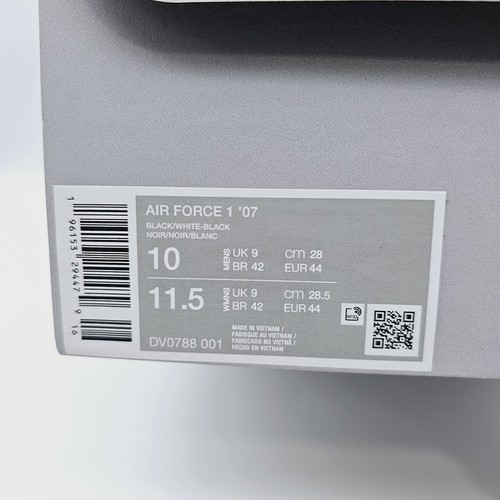 AIR FORCE 1 '07
BLACK/WHITE-BLACK
NOIR/NOIR/BLANC
10 MENS UK 9 cm 28
BR 42 EUR 44
11.5 WMNS UK 9 cm 28.5
BR 42 EUR 44
DV0788 001
MADE IN VIETNAM /
FABRIQUE AU VIETNAM /
FABRICADO NO VIETNÃ /
HECHO EN VIETNAM
1 96153 29447 9 16